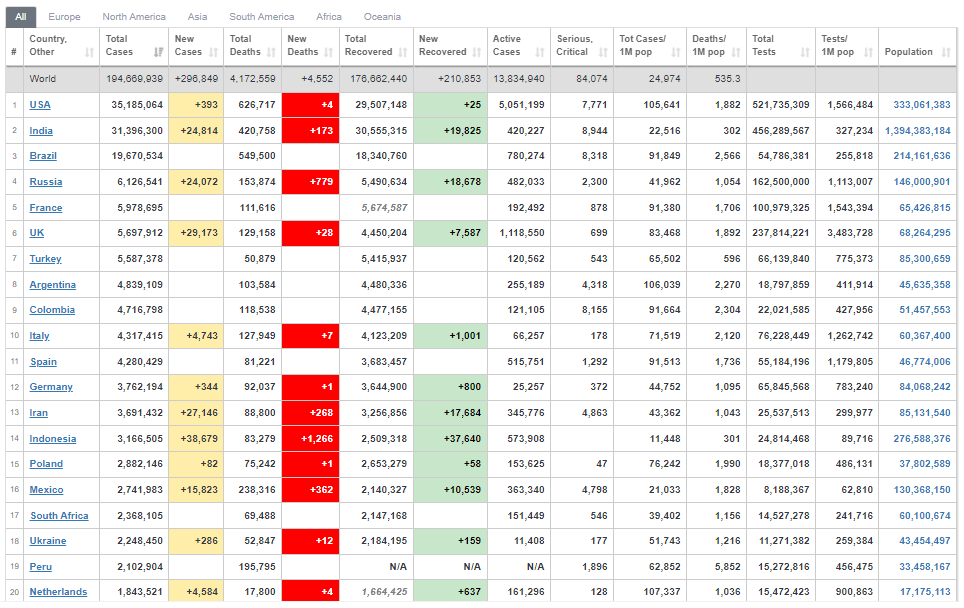 All Europe North America Asia South America Africa Oceania
# Country, Other Total Cases New Cases Total Deaths New Deaths Total Recovered New Recovered Active Cases Serious, Critical Tot Cases/ 1M pop Deaths/ 1M pop Total Tests Tests/ 1M pop Population
World 194,669,939 +296,849 4,172,559 +4,552 176,662,440 +210,853 13,834,940 84,074 24,974 535.3
1 USA 35,185,064 +393 626,717 +4 29,507,148 +25 5,051,199 7,771 105,641 1,882 521,735,309 1,566,484 333,061,383
2 India 31,396,300 +24,814 420,758 +173 30,555,315 +19,825 420,227 8,944 22,516 302 456,289,567 327,234 1,394,383,184
3 Brazil 19,670,534 549,500 18,340,760 780,274 8,318 91,849 2,566 54,786,381 255,818 214,161,636
4 Russia 6,126,541 +24,072 153,874 +779 5,490,634 +18,678 482,033 2,300 41,962 1,054 162,500,000 1,113,007 146,000,901
5 France 5,978,695 111,616 5,674,587 192,492 878 91,380 1,706 100,979,325 1,543,394 65,426,815
6 UK 5,697,912 +29,173 129,158 +28 4,450,204 +7,587 1,118,550 699 83,468 1,892 237,814,221 3,483,728 68,264,295
7 Turkey 5,587,378 50,879 5,415,937 120,562 543 65,502 596 66,139,840 775,373 85,300,659
8 Argentina 4,839,109 103,584 4,480,336 255,189 4,318 106,039 2,270 18,797,859 411,914 45,635,358
9 Colombia 4,716,798 118,538 4,477,155 121,105 8,155 91,664 2,304 22,021,585 427,956 51,457,553
10 Italy 4,317,415 +4,743 127,949 +7 4,123,209 +1,001 66,257 178 71,519 2,120 76,228,449 1,262,742 60,367,400
11 Spain 4,280,429 81,221 3,683,457 515,751 1,292 91,513 1,736 55,184,196 1,179,805 46,774,006
12 Germany 3,762,194 +344 92,037 +1 3,644,900 +800 25,257 372 44,752 1,095 65,845,568 783,240 84,068,242
13 Iran 3,691,432 +27,146 88,800 +268 3,256,856 +17,684 345,776 4,863 43,362 1,043 25,537,513 299,977 85,131,540
14 Indonesia 3,166,505 +38,679 83,279 +1,266 2,509,318 +37,640 573,908 11,448 301 24,814,468 89,716 276,588,376
15 Poland 2,882,146 +82 75,242 +1 2,653,279 +58 153,625 47 76,242 1,990 18,377,018 486,131 37,802,589
16 Mexico 2,741,983 +15,823 238,316 +362 2,140,327 +10,539 363,340 4,798 21,033 1,828 8,188,367 62,810 130,368,150
17 South Africa 2,368,105 69,488 2,147,168 151,449 546 39,402 1,156 14,527,278 241,716 60,100,674
18 Ukraine 2,248,450 +286 52,847 +12 2,184,195 +159 11,408 177 51,743 1,216 11,271,382 259,384 43,454,497
19 Peru 2,102,904 195,795 N/A N/A N/A 1,896 62,852 5,852 15,272,816 456,475 33,458,167
20 Netherlands 1,843,521 +4,584 17,800 +4 1,664,425 +637 161,296 128 107,337 1,036 15,472,423 900,863 17,175,113